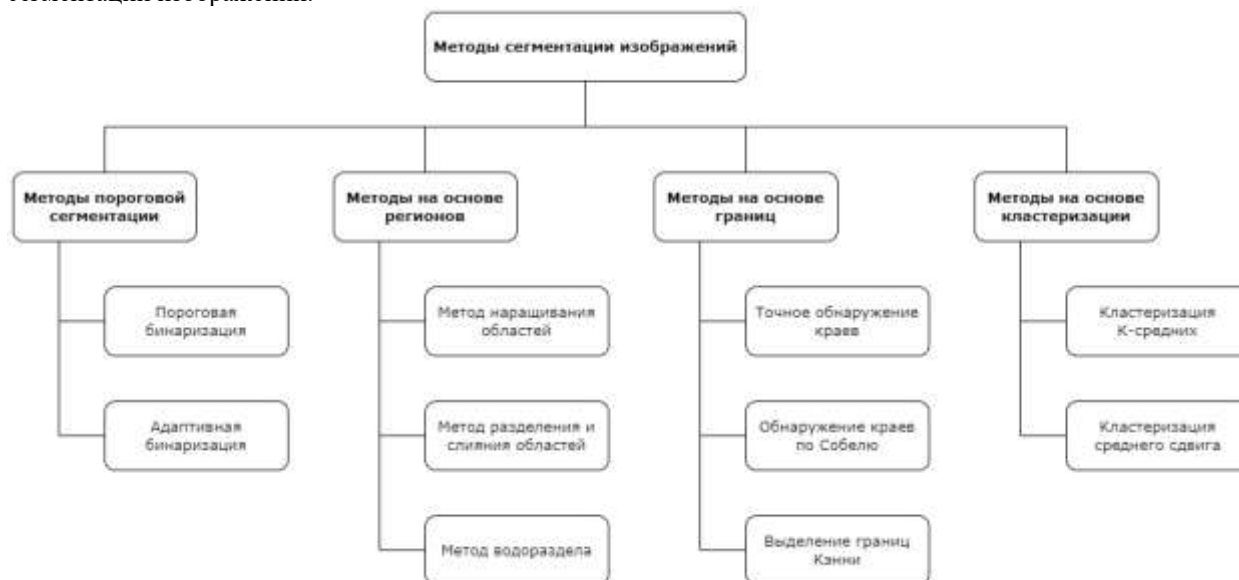 Методы сегментации изображений
Методы пороговой
сегментации
Методы на основе
регионов
Методы на основе
границ
Методы на основе
кластеризации
Пороговая
бинаризация
Метод наращивания
областей
Точное обнаружение
краев
Кластеризация
К-средних
Адаптивная
бинаризация
Метод разделения и
слияния областей
Обнаружение краев
по Собелю
Кластеризация
среднего сдвига
Метод водораздела
Выделение границ
Кэнни